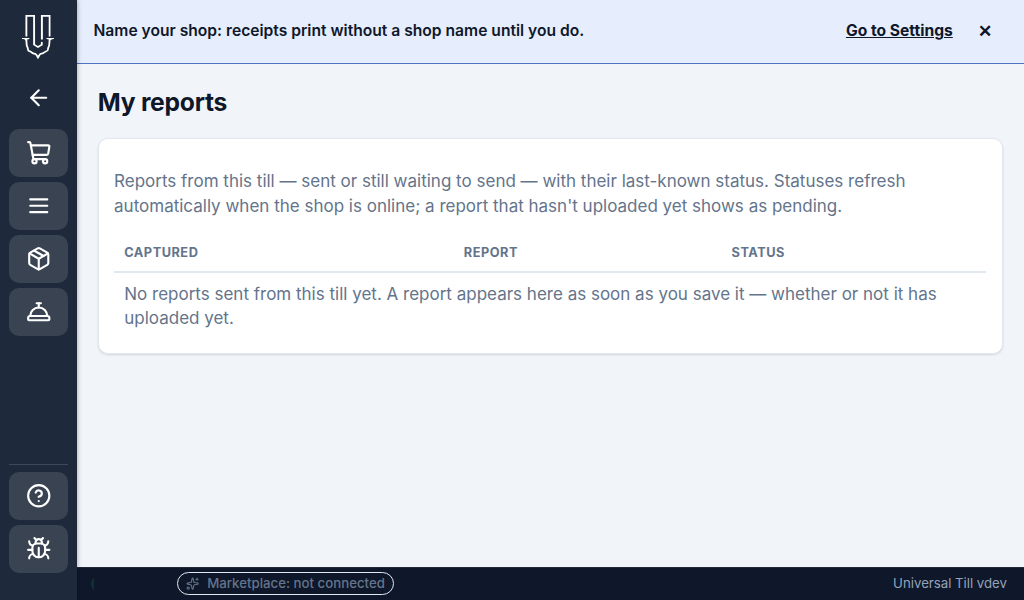 Name your shop: receipts print without a shop name until you do.
Go to Settings
My reports
Reports from this till — sent or still waiting to send — with their last-known status. Statuses refresh
automatically when the shop is online; a report that hasn't uploaded yet shows as pending.
CAPTURED REPORT STATUS
No reports sent from this till yet. A report appears here as soon as you save it — whether or not it has
uploaded yet.
Marketplace: not connected
Universal Till vdev